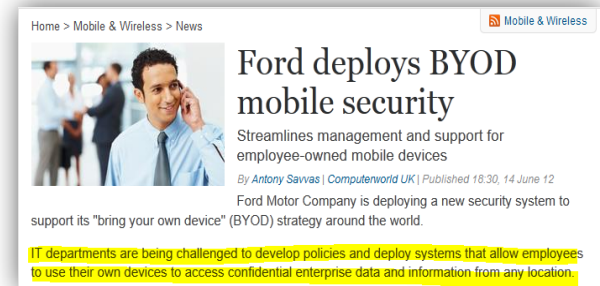 Home > Mobile & Wireless > News
Mobile & Wireless
Ford deploys BYOD
mobile security
Streamlines management and support for
employee-owned mobile devices
By Antony Savvas | Computerworld UK | Published 18:30, 14 June 12
Ford Motor Company is deploying a new security system to
support its "bring your own device" (BYOD) strategy around the world.
IT departments are being challenged to develop policies and deploy systems that allow employees
to use their own devices to access confidential enterprise data and information from any location.